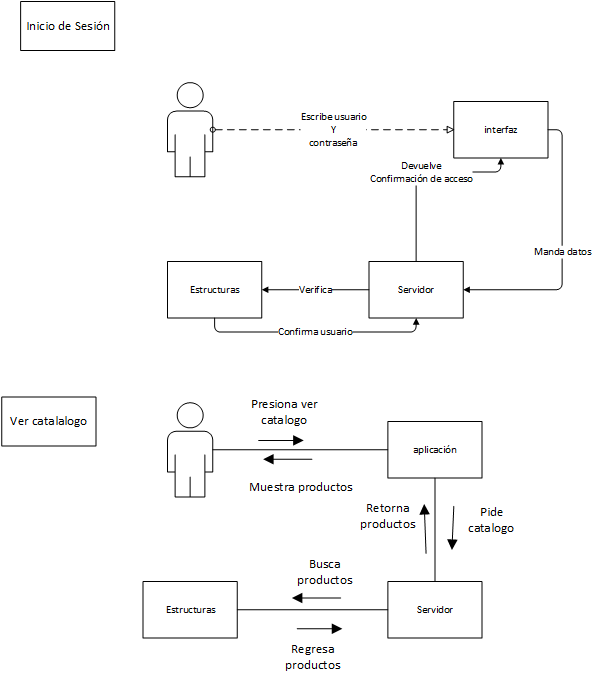 Inicio de Sesión
Escribe usuario
Y
contraseña
interfaz
Devuelve
Confirmación de acceso
Manda datos
Estructuras
Verifica
Servidor
Confirma usuario
Ver catalalogo
Presiona ver
catalogo
aplicación
Muestra productos
Retorna
productos
Pide
catalogo
Busca
productos
Estructuras
Servidor
Regresa
productos